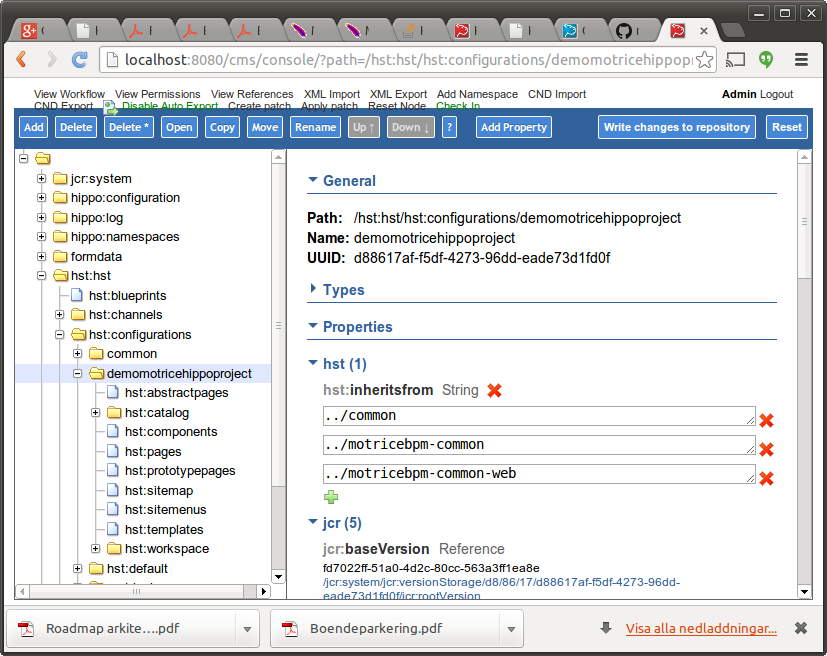 localhost:8080/cms/console/?path=/hst:hst/hst:configurations/demomotricehippopro
View Workflow View Permissions View References XML Import XML Export Add Namespace CND Import
Admin Logout
CND Export Disable Auto Export Create patch Apply patch Reset Node Check In
Add Delete Delete * Open Copy Move Rename Up ↑ Down ↓ ? Add Property Write changes to repository Reset
jcr:system
hippo:configuration
hippo:log
hippo:namespaces
formdata
hst:hst
hst:blueprints
hst:channels
hst:configurations
common
demomotricehippoproject
hst:abstractpages
hst:catalog
hst:components
hst:pages
hst:prototypepages
hst:sitemap
hst:sitemenus
hst:templates
hst:workspace
hst:default
General
Path: /hst:hst/hst:configurations/demomotricehippoproject
Name: demomotricehippoproject
UUID: d88617af-f5df-4273-96dd-eade73d1fd0f
Types
Properties
hst (1)
hst:inheritsfrom String
../common
../motricebpm-common
../motricebpm-common-web
jcr (5)
jcr:baseVersion Reference
fd7022ff-51a0-4d2c-80cc-563a3ff1ea8e
/jcr:system/jcr:versionStorage/d8/86/17/d88617af-f5df-4273-96dd-
eade73d1fd0f/jcr:rootVersion
Roadmap arkite....pdf
Boendeparkering.pdf
Visa alla nedladdningar...